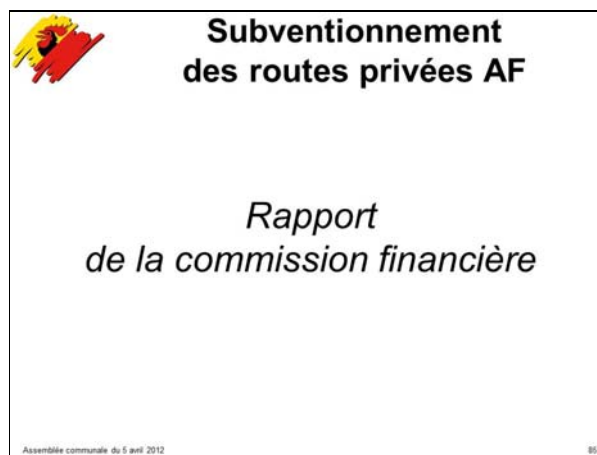 Subventionnement
des routes privées AF
Rapport
de la commission financière
Assemblée communale du 5 avril 2012
85